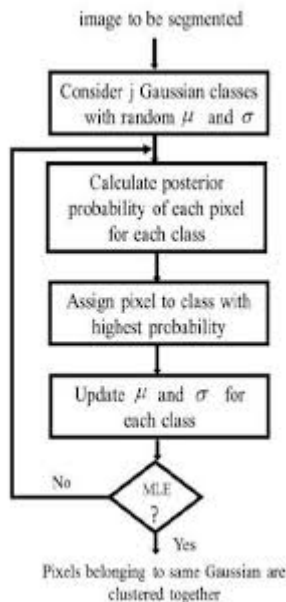 image to be segmented
Consider j Gaussian classes
with random μ and σ
Calculate posterior
probability of each pixel
for each class
Assign pixel to class with
highest probability
Update μ and σ for
each class
No
MLE
?
Yes
Pixels belonging to same Gaussian are
clustered together